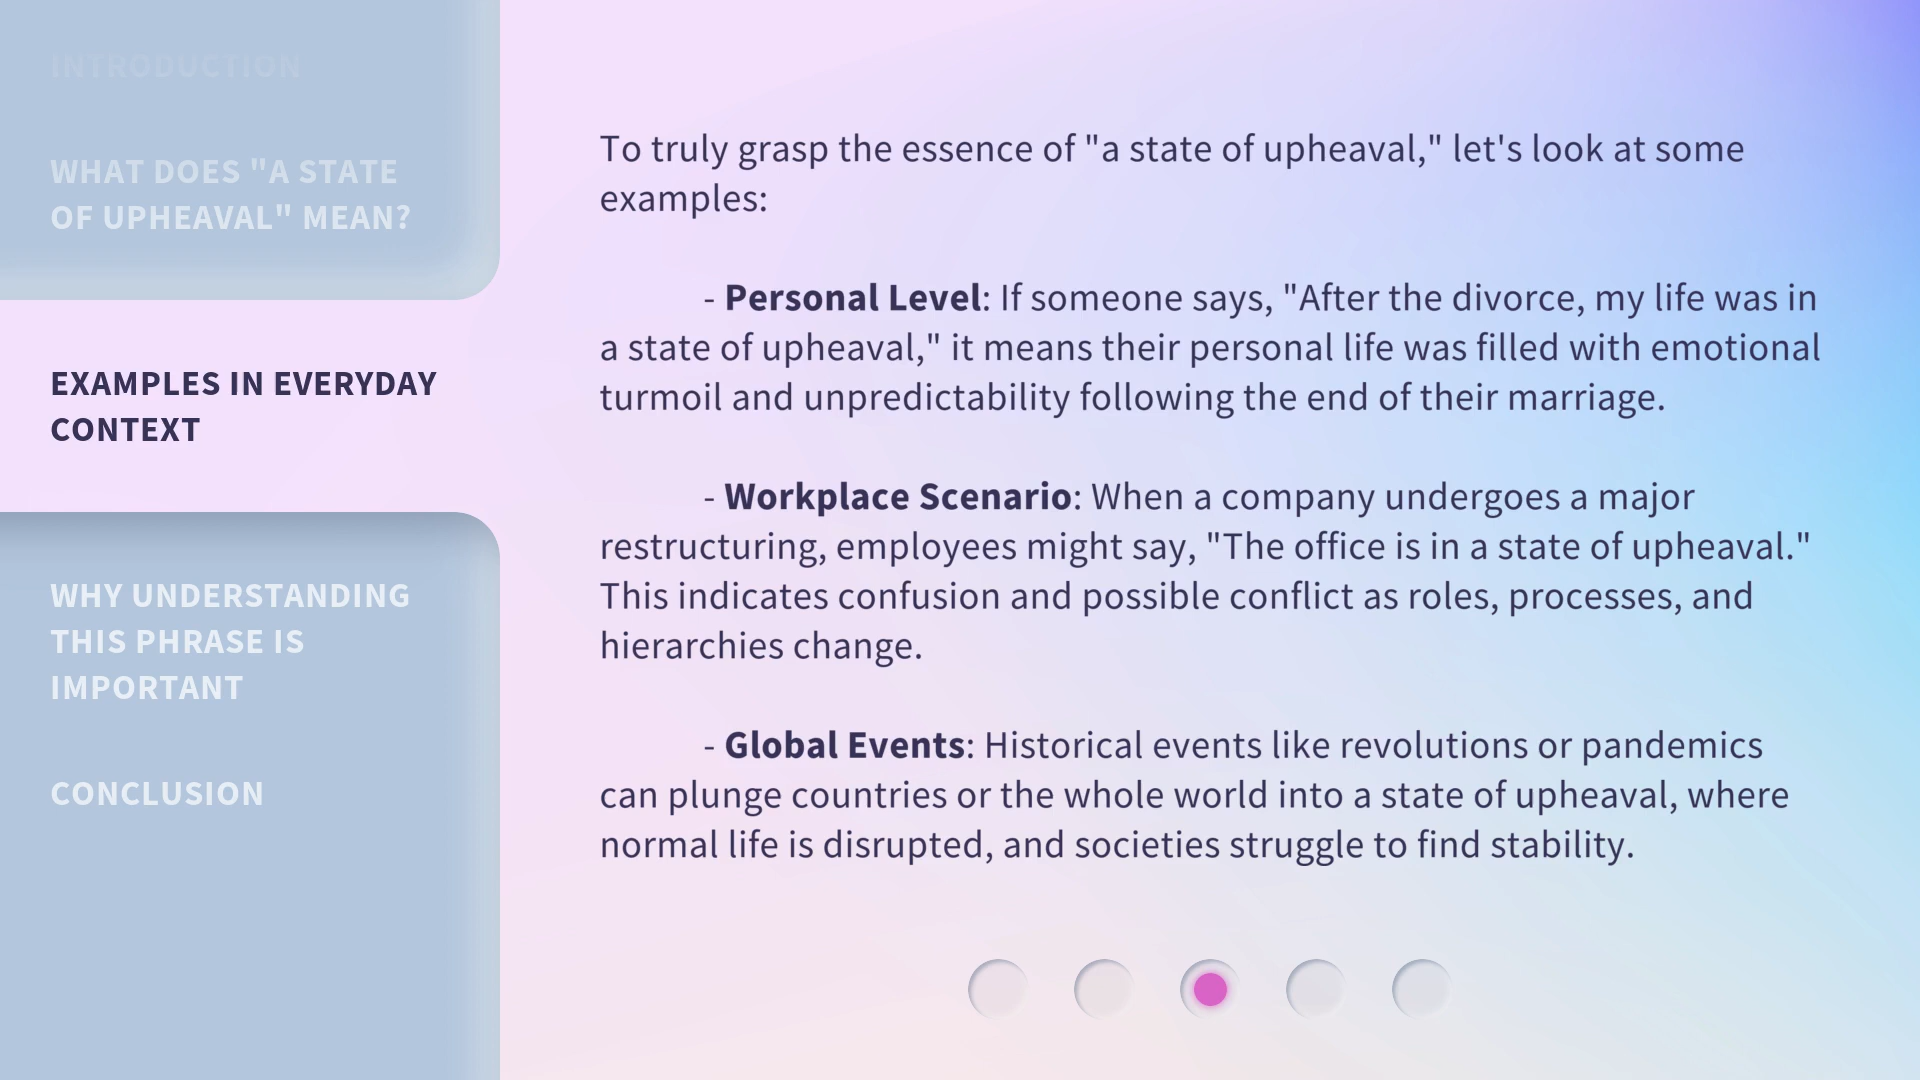 INTRODUCTION
WHAT DOES "A STATE
OF UPHEAVAL" MEAN?
EXAMPLES IN EVERYDAY
CONTEXT
WHY UNDERSTANDING
THIS PHRASE IS
IMPORTANT
CONCLUSION
To truly grasp the essence of "a state of upheaval," let's look at some
examples:
- Personal Level: If someone says, "After the divorce, my life was in
a state of upheaval," it means their personal life was filled with emotional
turmoil and unpredictability following the end of their marriage.
- Workplace Scenario: When a company undergoes a major
restructuring, employees might say, "The office is in a state of upheaval."
This indicates confusion and possible conflict as roles, processes, and
hierarchies change.
- Global Events: Historical events like revolutions or pandemics
can plunge countries or the whole world into a state of upheaval, where
normal life is disrupted, and societies struggle to find stability.